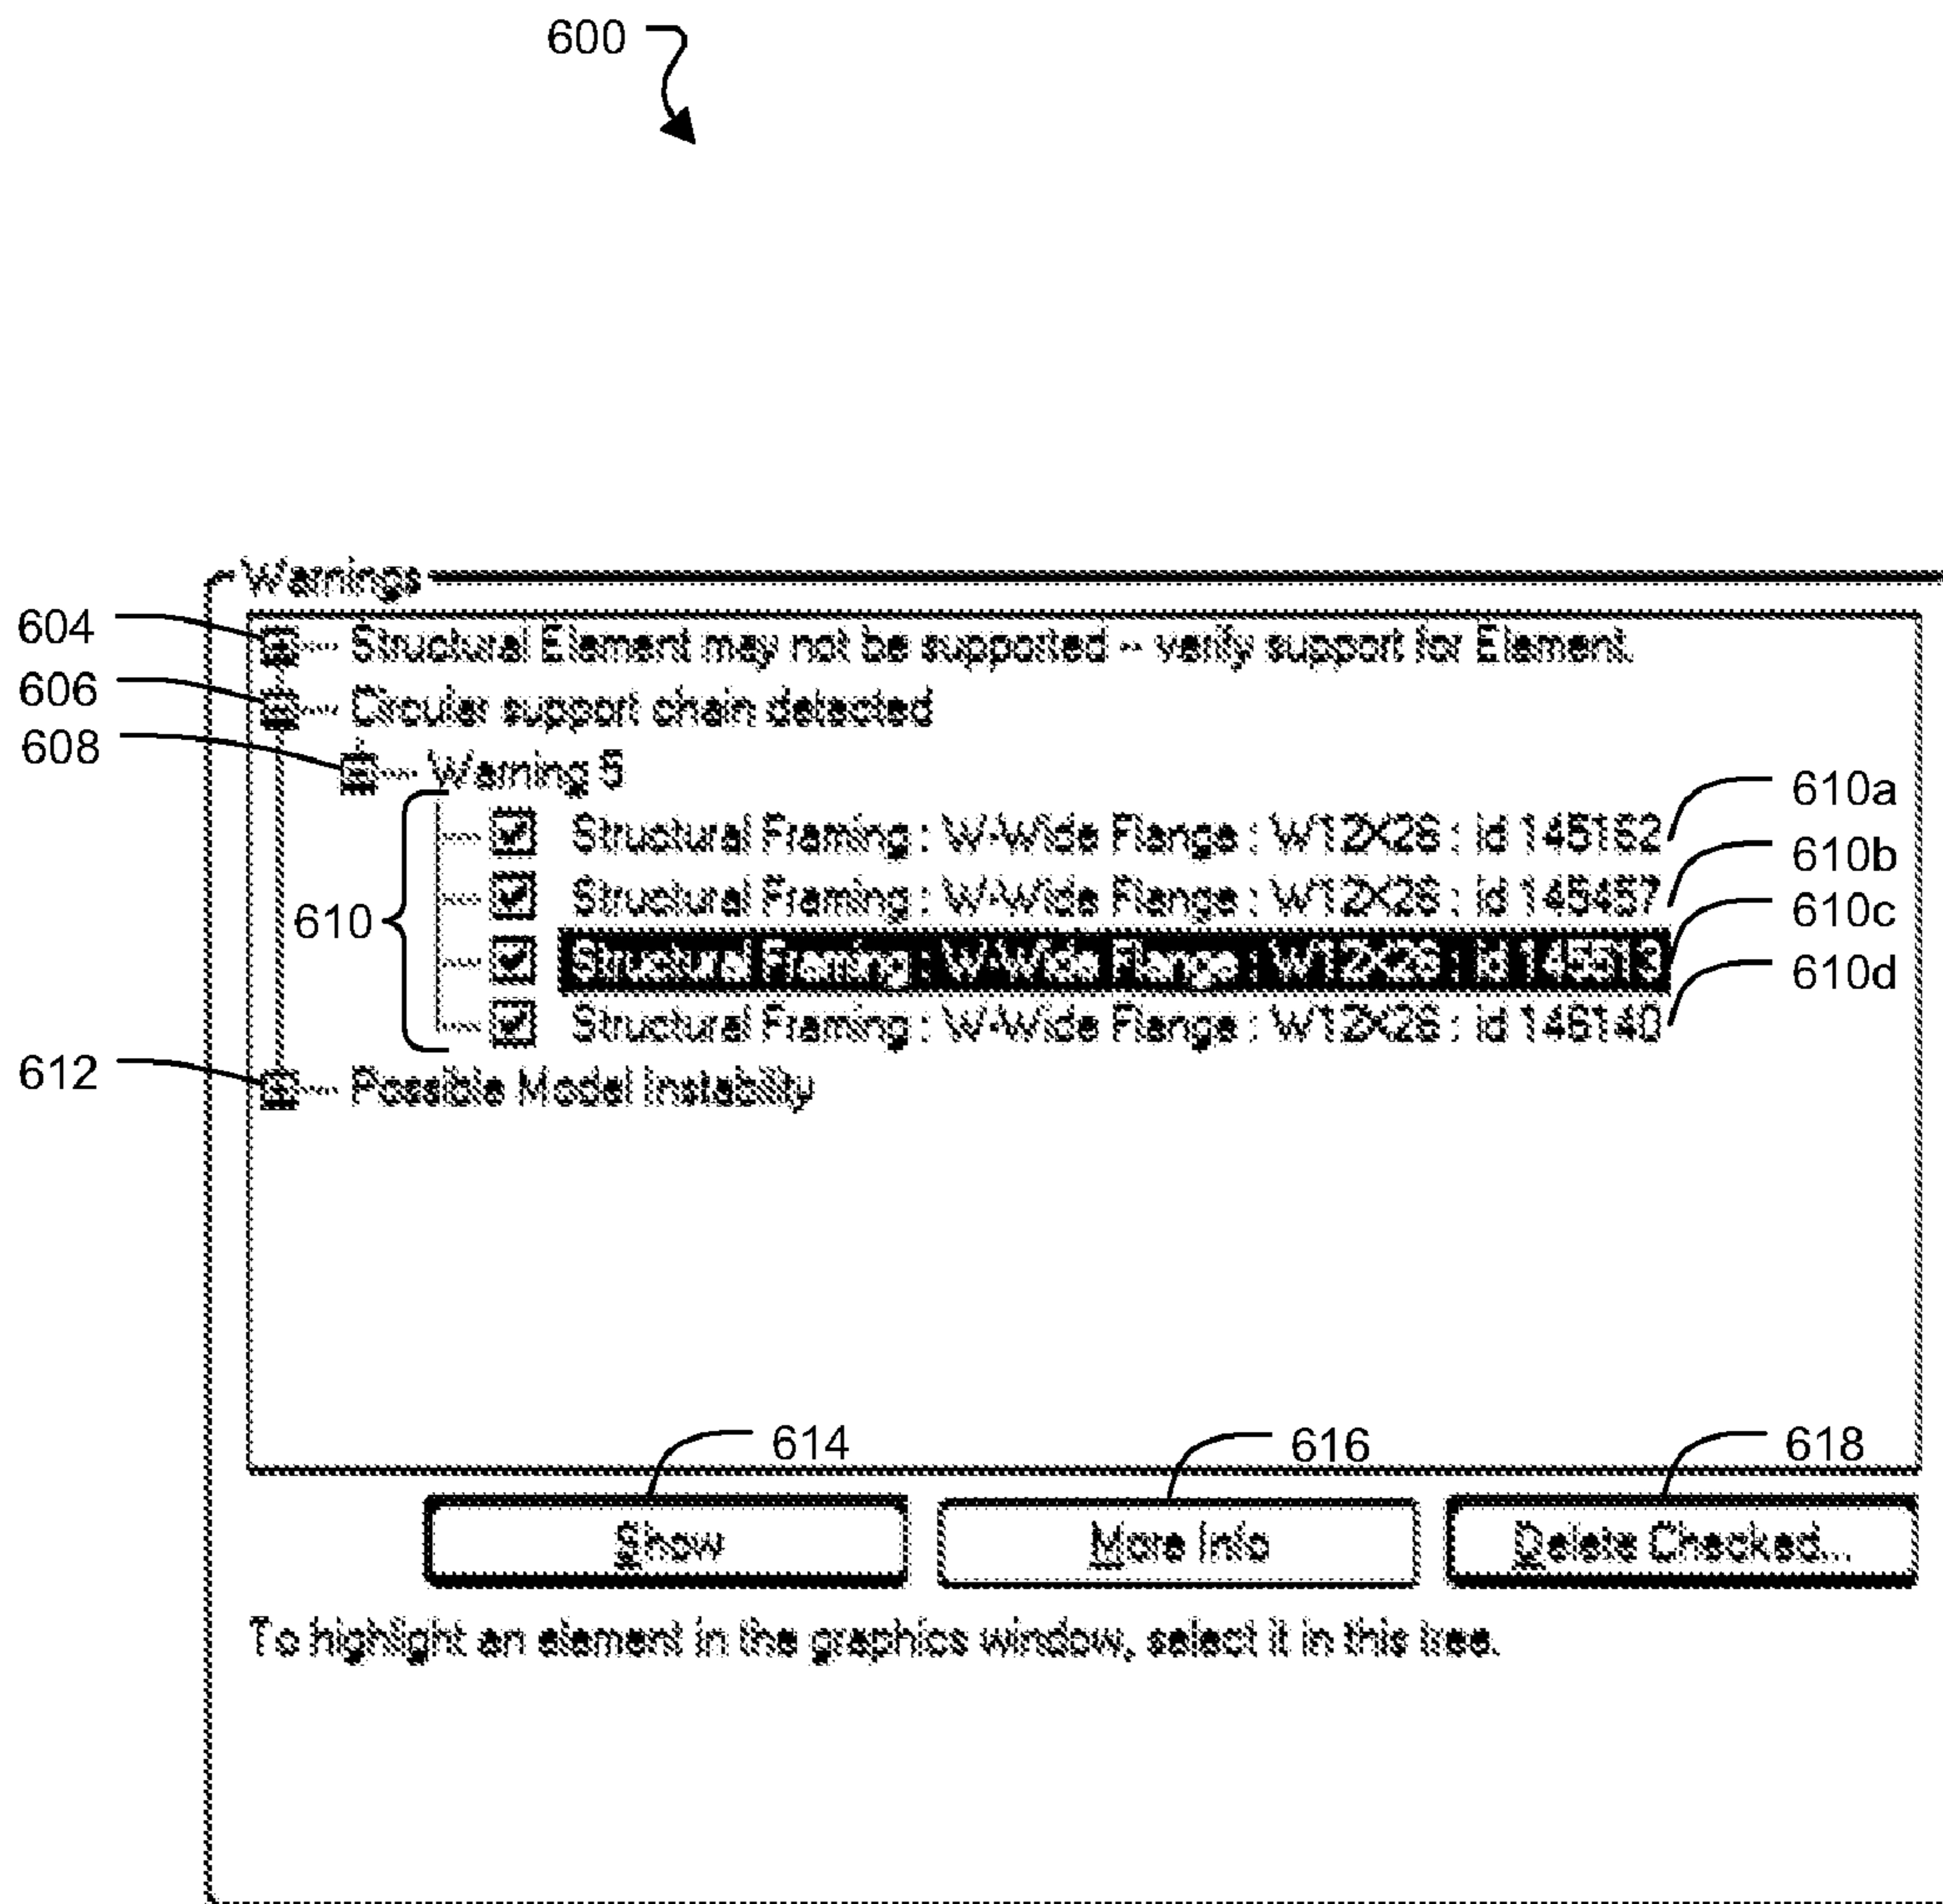 600
Warnings
604
Structural Element may not be supported -- verify support for Element.
606
Circular support chain detected
608
Warning 5
610
Structural Framing : W-Wide Flange : W12X26 : id 145162
610a
Structural Framing : W-Wide Flange : W12X26 : id 145457
610b
Structural Framing : W-Wide Flange : W12X26 : id 145513
610c
Structural Framing : W-Wide Flange : W12X26 : id 146140
610d
612
Possible Model Instability
614
616
618
Show
More Info
Delete Checked...
To highlight an element in the graphics window, select it in this tree.